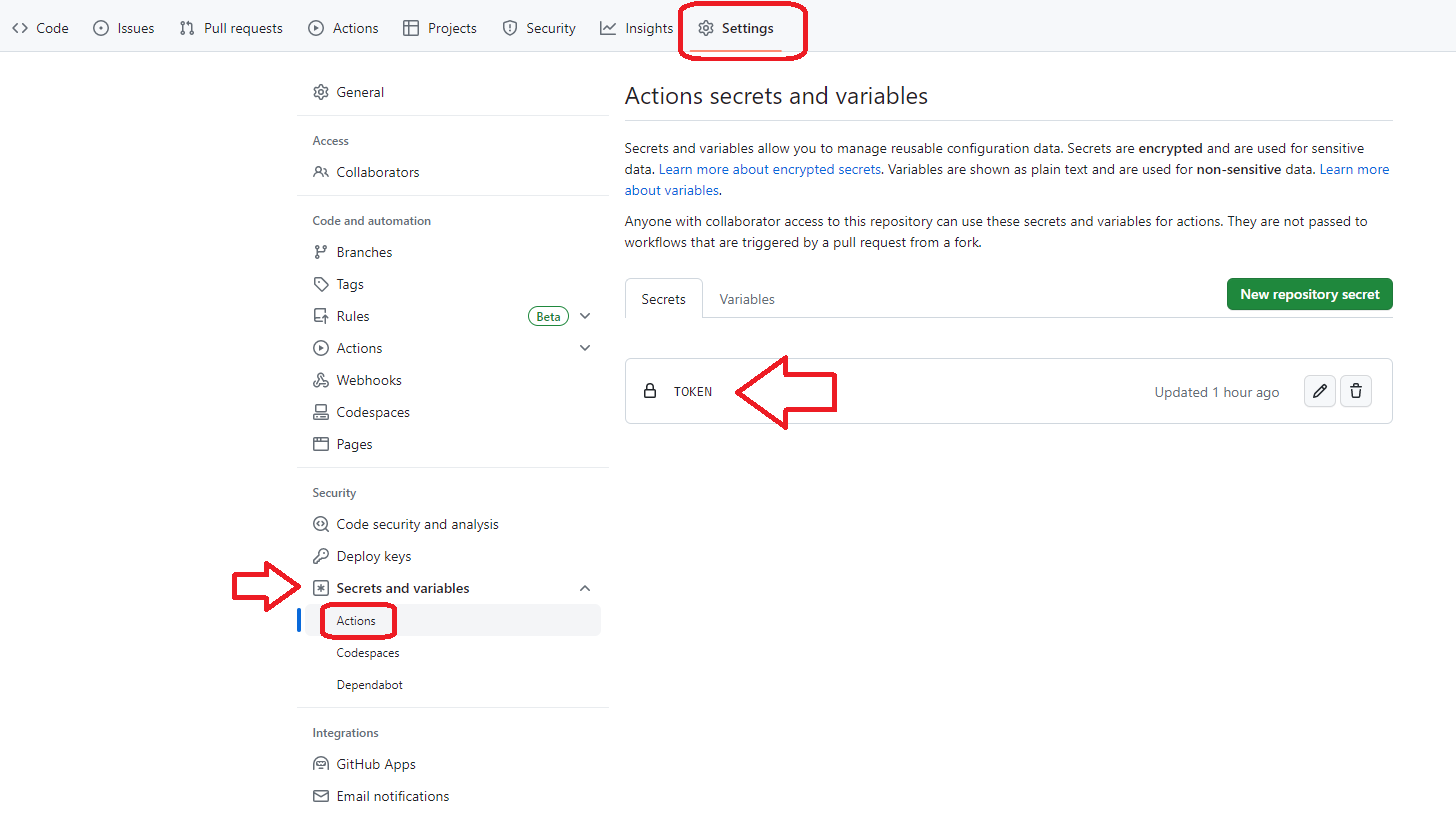 Code Issues Pull requests Actions Projects Security Insights Settings
General
Access
Collaborators
Code and automation
Branches
Tags
Rules Beta
Actions
Webhooks
Codespaces
Pages
Security
Code security and analysis
Deploy keys
Secrets and variables
Actions
Codespaces
Dependabot
Integrations
GitHub Apps
Email notifications
Actions secrets and variables
Secrets and variables allow you to manage reusable configuration data. Secrets are encrypted and are used for sensitive
data. Learn more about encrypted secrets. Variables are shown as plain text and are used for non-sensitive data. Learn more
about variables.
Anyone with collaborator access to this repository can use these secrets and variables for actions. They are not passed to
workflows that are triggered by a pull request from a fork.
Secrets Variables New repository secret
TOKEN Updated 1 hour ago